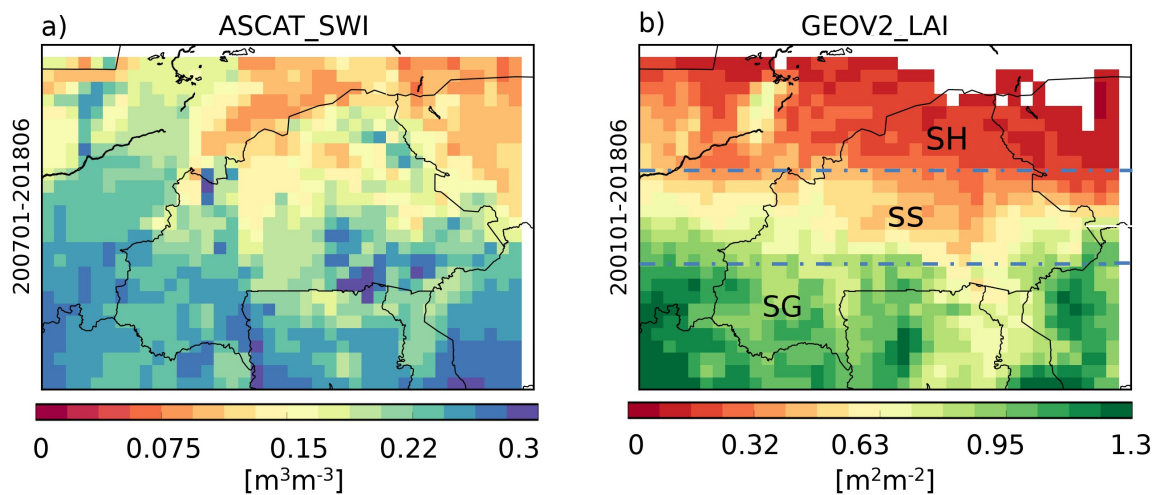 a)
ASCAT_SWI
200701-201806
0
0.075
0.15
0.22
0.3
[m³m⁻³]
b)
GEOV2_LAI
200101-201806
SH
SS
SG
0
0.32
0.63
0.95
1.3
[m²m⁻²]